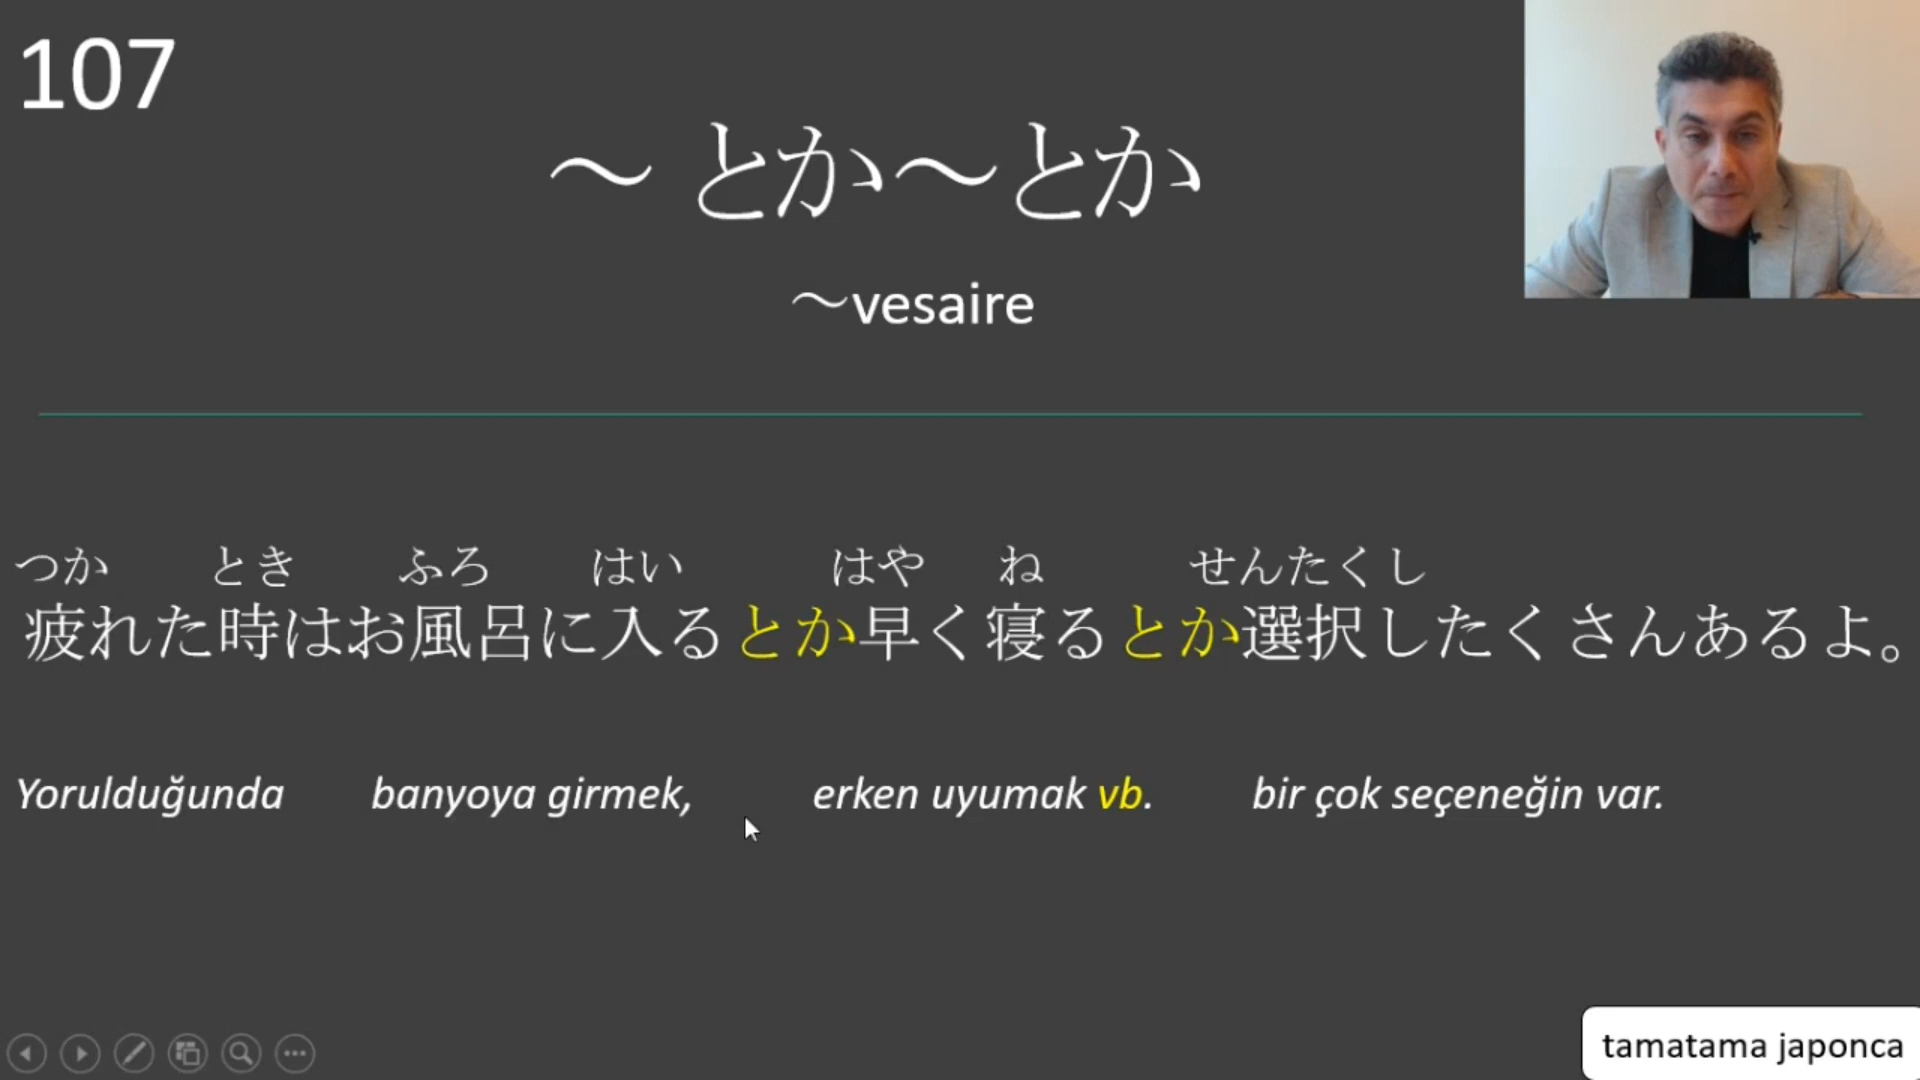 107
～とか～とか
～vesaire
つか とき ふろ はい はや ね せんたくし
疲れた時はお風呂に入るとか早く寝るとか選択したくさんあるよ。
Yorulduğunda banyoya girmek, erken uyumak vb. bir çok seçeneğin var.
tamatama japonca